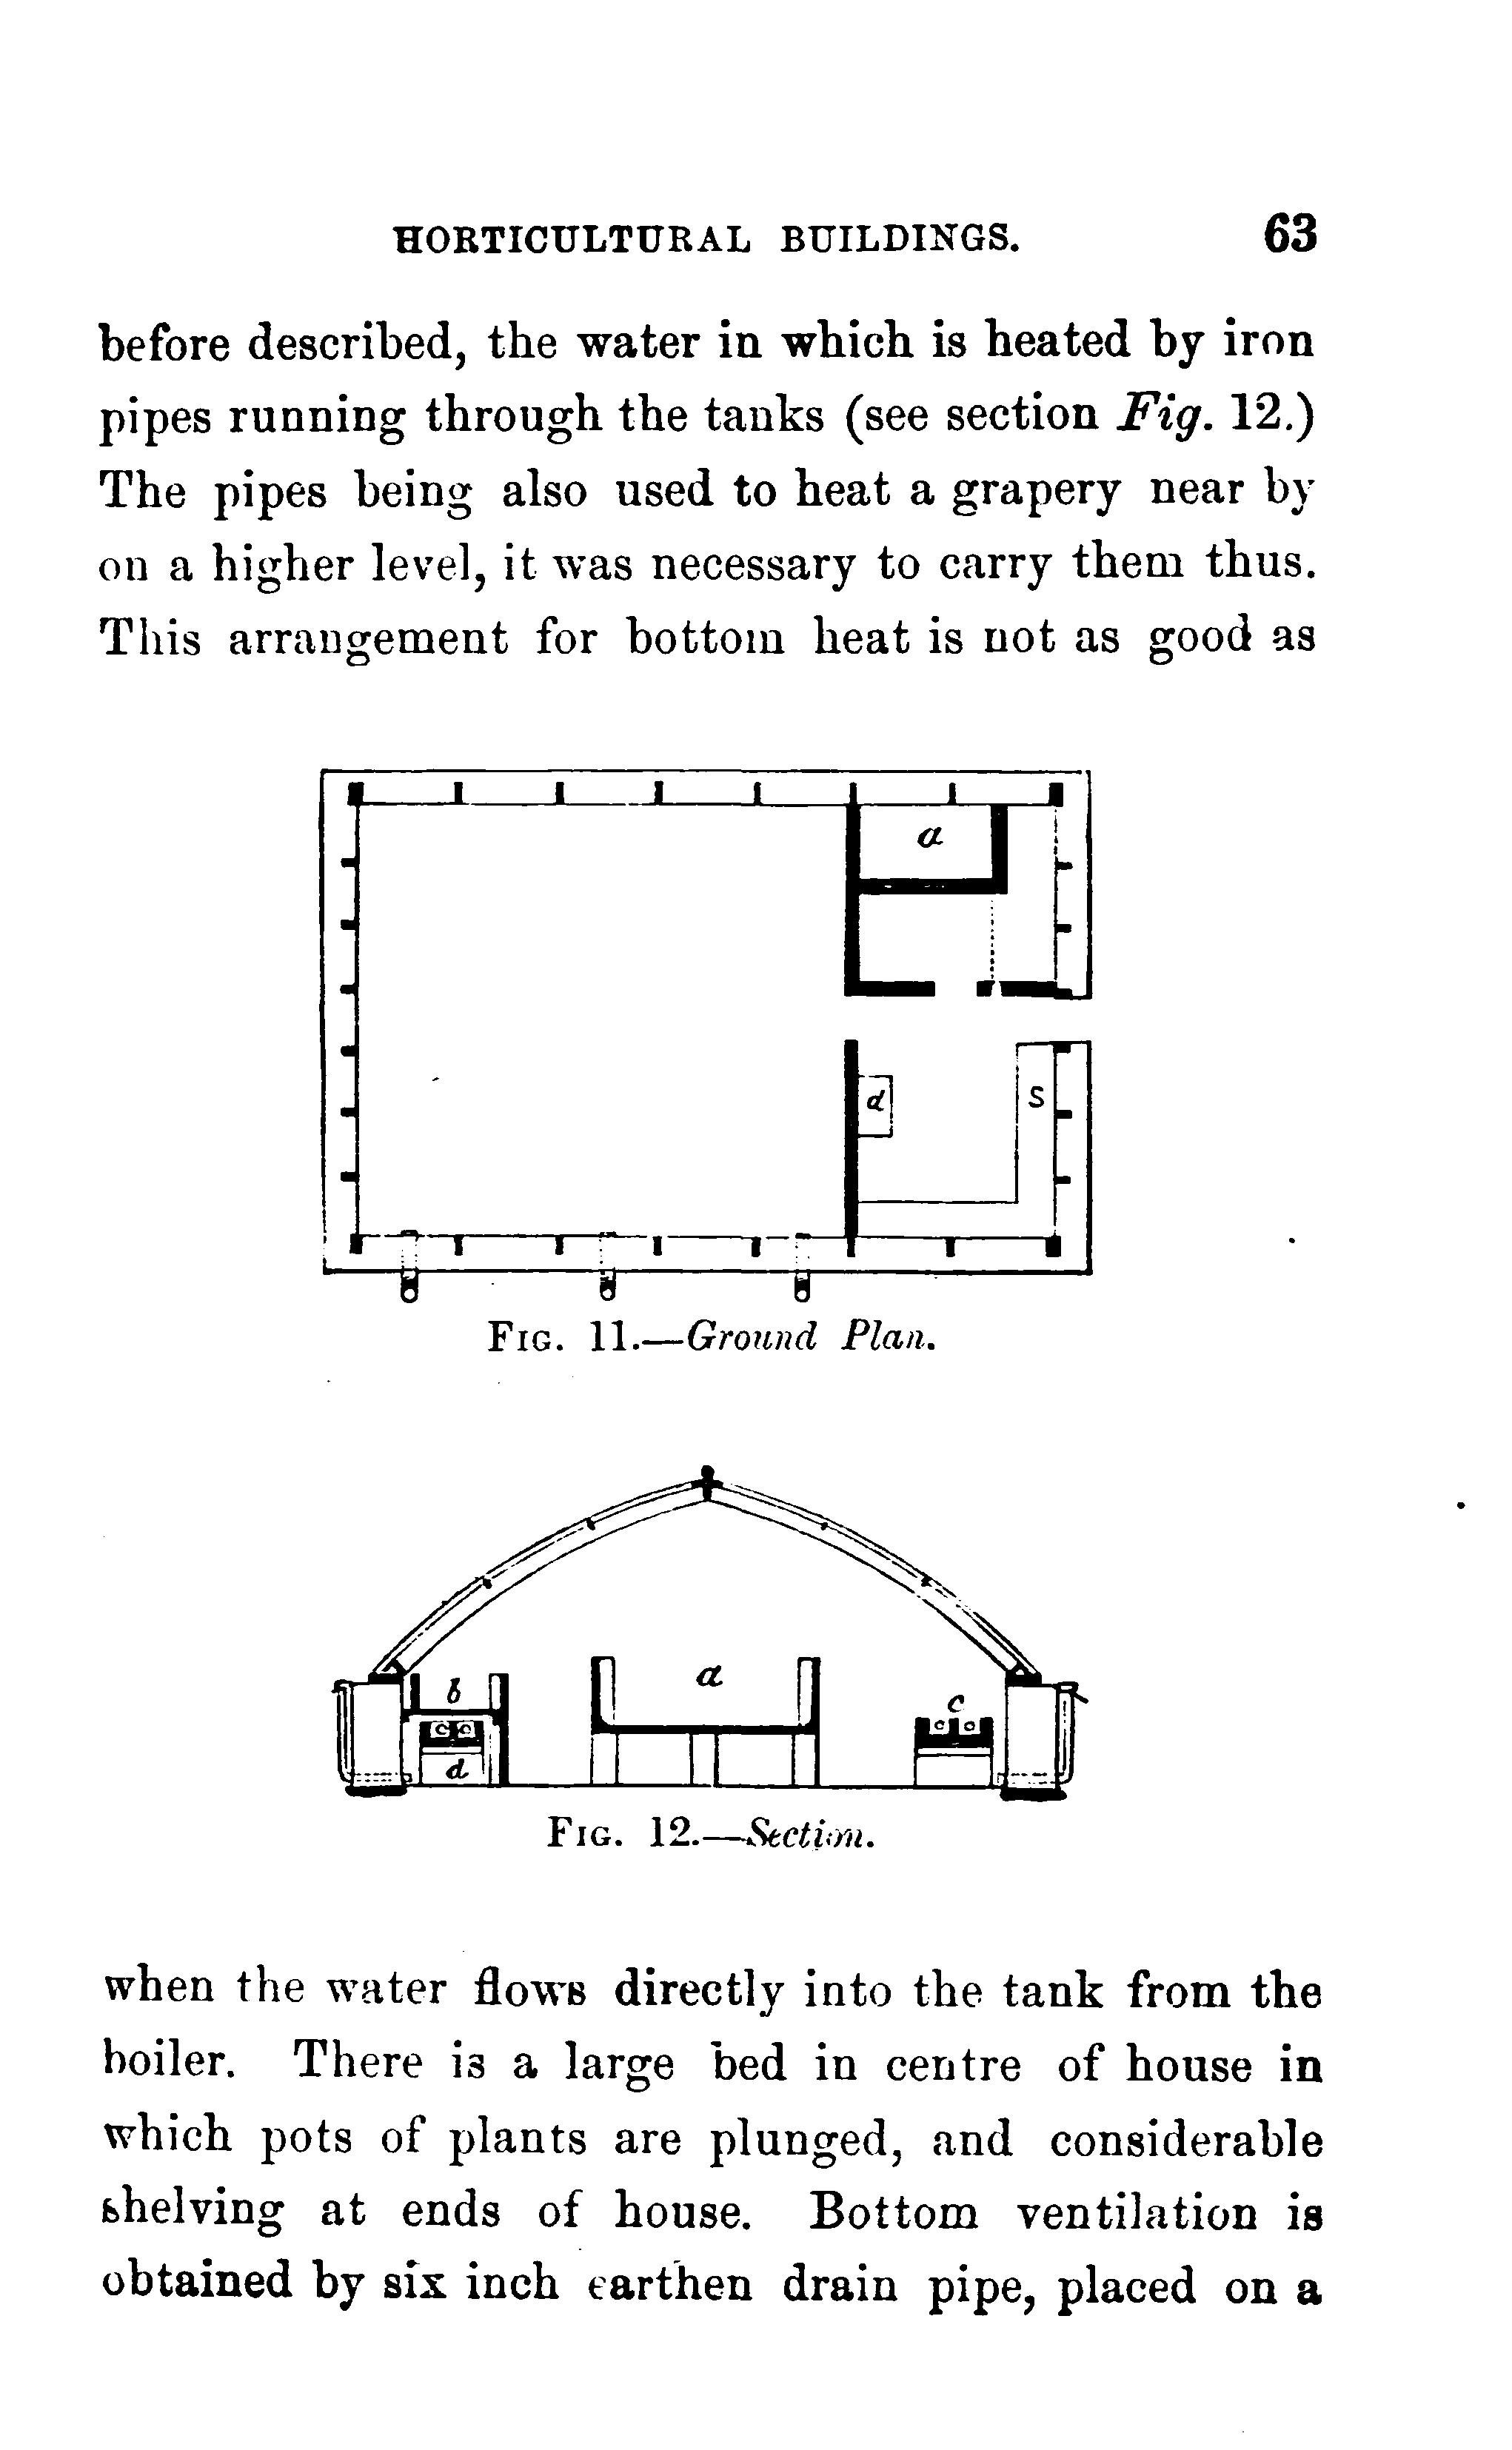 HORTICULTURAL BUILDINGS. 63
before described, the water in which is heated by iron
pipes running through the tanks (see section Fig. 12.)
The pipes being also used to heat a grapery near by
on a higher level, it was necessary to carry them thus.
This arrangement for bottom heat is not as good as
a
d S
FIG. 11.—Ground Plan.
a
b
c
d
FIG. 12.—Section.
when the water flows directly into the tank from the
boiler. There is a large bed in centre of house in
which pots of plants are plunged, and considerable
shelving at ends of house. Bottom ventilation is
obtained by six inch earthen drain pipe, placed on a